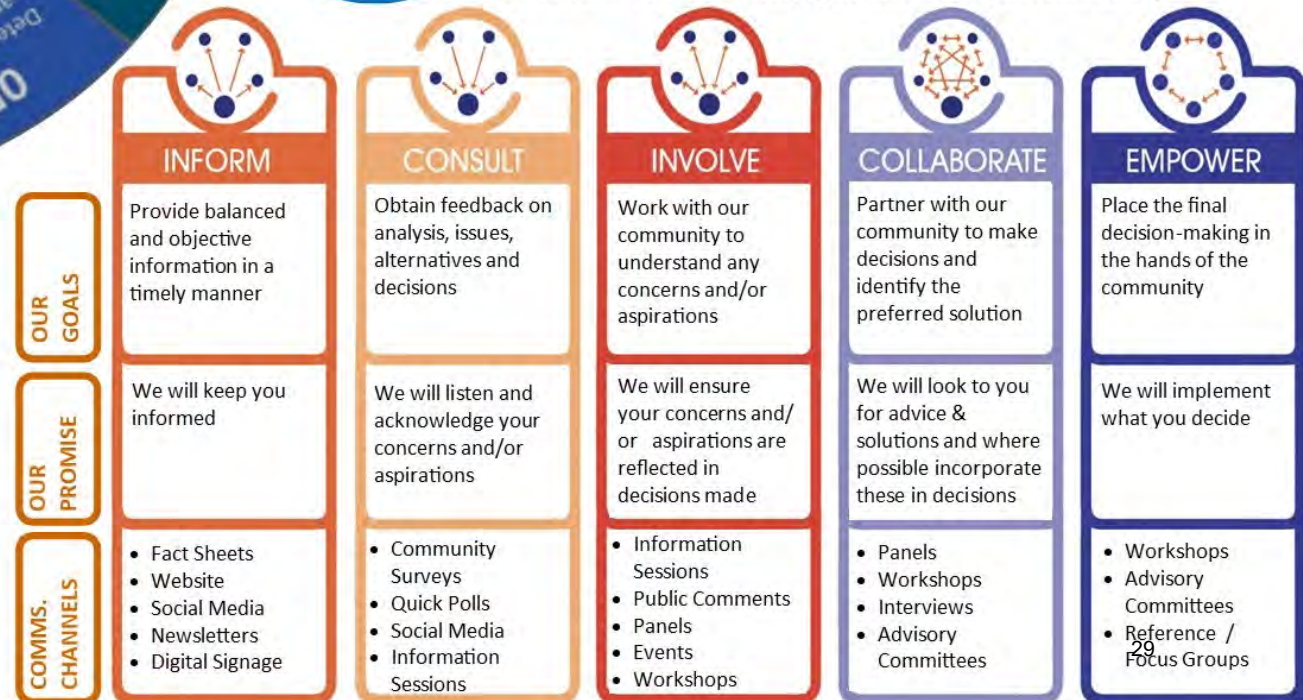 INFORM
CONSULT
INVOLVE
COLLABORATE
EMPOWER
OUR
GOALS
Provide balanced
and objective
information in a
timely manner
Obtain feedback on
analysis, issues,
alternatives and
decisions
Work with our
community to
understand any
concerns and/or
aspirations
Partner with our
community to make
decisions and
identify the
preferred solution
Place the final
decision-making in
the hands of the
community
OUR
PROMISE
We will keep you
informed
We will listen and
acknowledge your
concerns and/or
aspirations
We will ensure
your concerns and/
or aspirations are
reflected in
decisions made
We will look to you
for advice &
solutions and where
possible incorporate
these in decisions
We will implement
what you decide
COMMS.
CHANNELS
• Fact Sheets
• Website
• Social Media
• Newsletters
• Digital Signage
• Community
Surveys
• Quick Polls
• Social Media
• Information
Sessions
• Information
Sessions
• Public Comments
• Panels
• Events
• Workshops
• Panels
• Workshops
• Interviews
• Advisory
Committees
• Workshops
• Advisory
Committees
• Reference /
Focus Groups
29